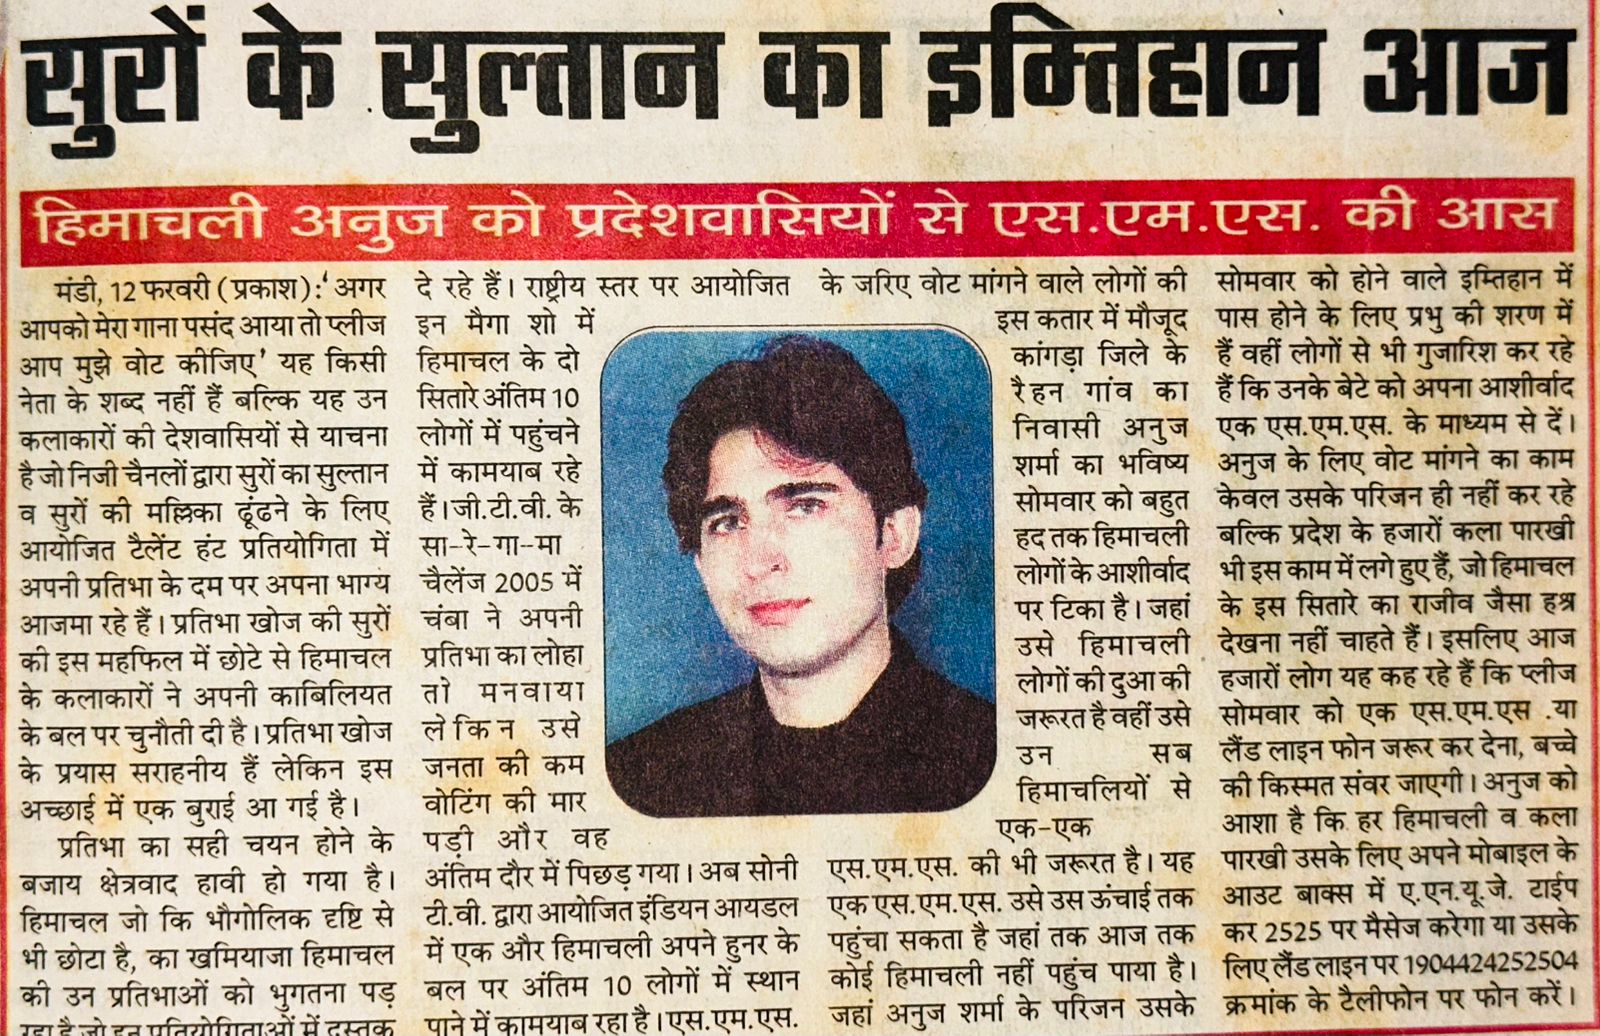 सुरों के सुल्तान का इम्तिहान आज
हिमाचली अनुज को प्रदेशवासियों से एस.एम.एस. की आस
मंडी, 12 फरवरी (प्रकाश):‘अगर
आपको मेरा गाना पसंद आया तो प्लीज
आप मुझे वोट कीजिए’ यह किसी
नेता के शब्द नहीं हैं बल्कि यह उन
कलाकारों की देशवासियों से याचना
है जो निजी चैनलों द्वारा सुरों का सुल्तान
व सुरों की मल्लिका ढूंढने के लिए
आयोजित टैलेंट हंट प्रतियोगिता में
अपनी प्रतिभा के दम पर अपना भाग्य
आजमा रहे हैं। प्रतिभा खोज की सुरों
की इस महफिल में छोटे से हिमाचल
के कलाकारों ने अपनी काबिलियत
के बल पर चुनौती दी है। प्रतिभा खोज
के प्रयास सराहनीय हैं लेकिन इस
अच्छाई में एक बुराई आ गई है।
प्रतिभा का सही चयन होने के
बजाय क्षेत्रवाद हावी हो गया है।
हिमाचल जो कि भौगोलिक दृष्टि से
भी छोटा है, का खमियाजा हिमाचल
की उन प्रतिभाओं को भुगतना पड़
रहा है जो इन प्रतियोगिताओं में दस्तक
दे रहे हैं। राष्ट्रीय स्तर पर आयोजित
इन मैगा शो में
हिमाचल के दो
सितारे अंतिम 10
लोगों में पहुंचने
में कामयाब रहे
हैं। जी.टी.वी. के
सा-रे-गा-मा
चैलेंज 2005 में
चंबा ने अपनी
प्रतिभा का लोहा
तो मनवाया
लेकिन उसे
जनता की कम
वोटिंग की मार
पड़ी और वह
अंतिम दौर में पिछड़ गया। अब सोनी
टी.वी. द्वारा आयोजित इंडियन आयडल
में एक और हिमाचली अपने हुनर के
बल पर अंतिम 10 लोगों में स्थान
पाने में कामयाब रहा है। एस.एम.एस.
के जरिए वोट मांगने वाले लोगों की
इस कतार में मौजूद
कांगड़ा जिले के
रैहन गांव का
निवासी अनुज
शर्मा का भविष्य
सोमवार को बहुत
हद तक हिमाचली
लोगों के आशीर्वाद
पर टिका है। जहां
उसे हिमाचली
लोगों की दुआ की
जरूरत है वहीं उसे
उन सब
हिमाचलियों से
एक-एक
एस.एम.एस. की भी जरूरत है। यह
एक एस.एम.एस. उसे उस ऊंचाई तक
पहुंचा सकता है जहां तक आज तक
कोई हिमाचली नहीं पहुंच पाया है।
जहां अनुज शर्मा के परिजन उसके
सोमवार को होने वाले इम्तिहान में
पास होने के लिए प्रभु की शरण में
हैं वहीं लोगों से भी गुजारिश कर रहे
हैं कि उनके बेटे को अपना आशीर्वाद
एक एस.एम.एस. के माध्यम से दें।
अनुज के लिए वोट मांगने का काम
केवल उसके परिजन ही नहीं कर रहे
बल्कि प्रदेश के हजारों कला पारखी
भी इस काम में लगे हुए हैं, जो हिमाचल
के इस सितारे का राजीव जैसा हश्र
देखना नहीं चाहते हैं। इसलिए आज
हजारों लोग यह कह रहे हैं कि प्लीज
सोमवार को एक एस.एम.एस .या
लैंड लाइन फोन जरूर कर देना, बच्चे
की किस्मत संवर जाएगी। अनुज को
आशा है कि हर हिमाचली व कला
पारखी उसके लिए अपने मोबाइल के
आउट बाक्स में ए.एन.यू.जे. टाईप
कर 2525 पर मैसेज करेगा या उसके
लिए लैंड लाइन पर 1904424252504
क्रमांक के टैलीफोन पर फोन करें।